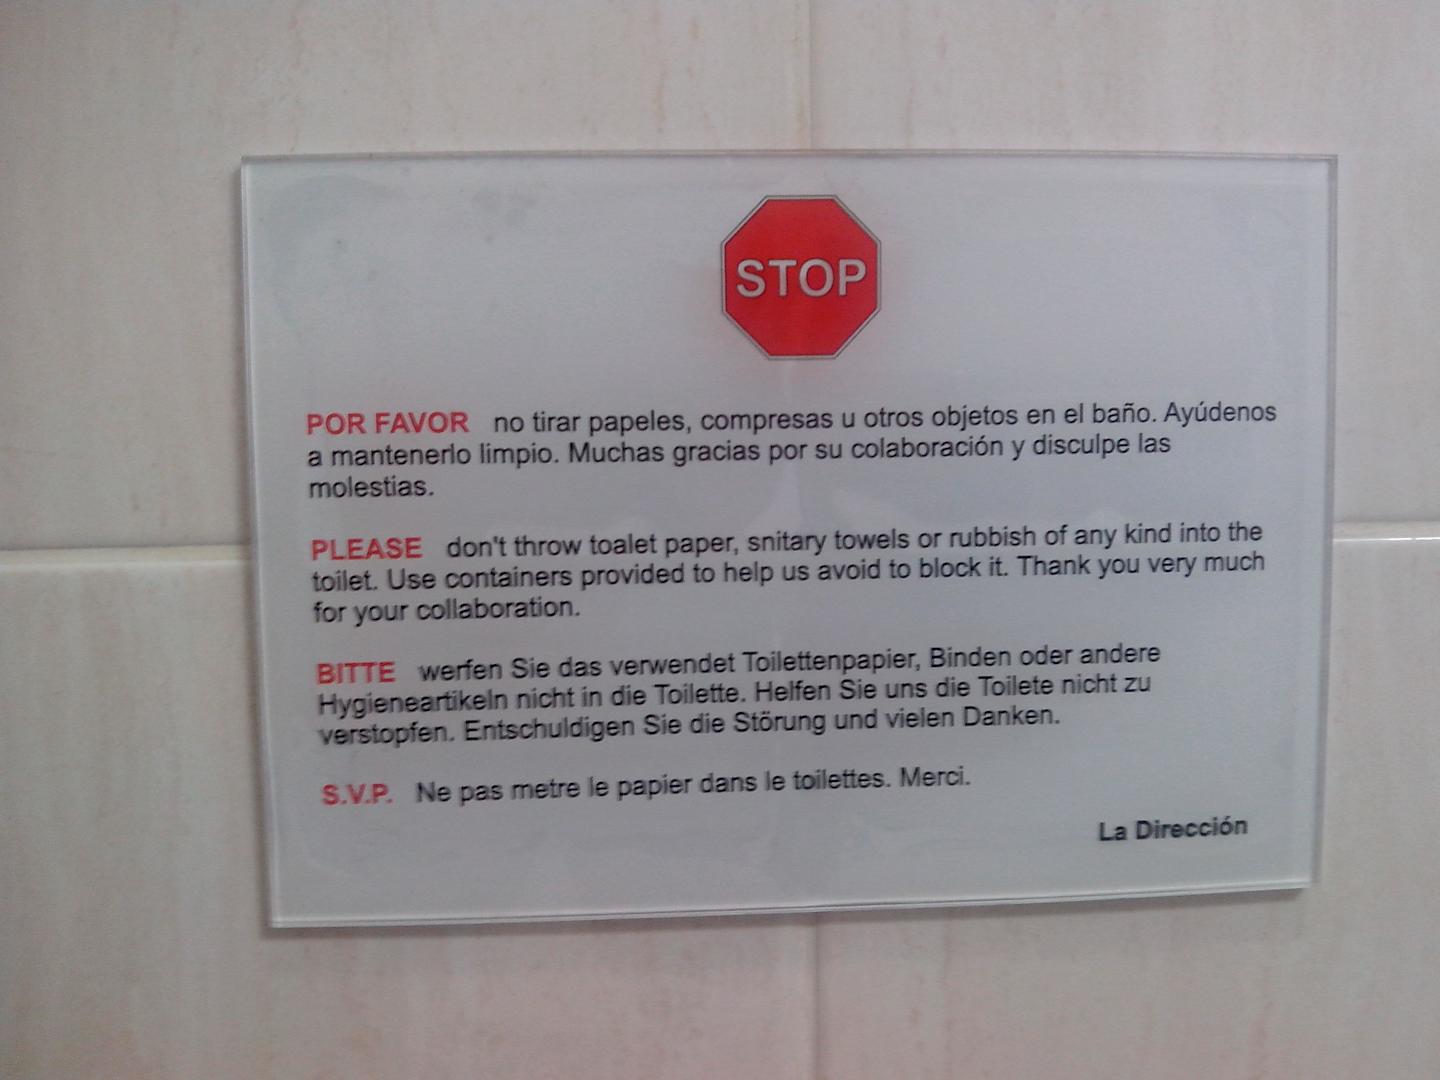 STOP
POR FAVOR no tirar papeles, compresas u otros objetos en el baño. Ayúdenos
a mantenerlo limpio. Muchas gracias por su colaboración y disculpe las
molestias.
PLEASE don't throw toalet paper, snitary towels or rubbish of any kind into the
toilet. Use containers provided to help us avoid to block it. Thank you very much
for your collaboration.
BITTE werfen Sie das verwendet Toilettenpapier, Binden oder andere
Hygieneartikeln nicht in die Toilette. Helfen Sie uns die Toilete nicht zu
verstopfen. Entschuldigen Sie die Störung und vielen Danken.
S.V.P. Ne pas metre le papier dans le toilettes. Merci.
La Dirección